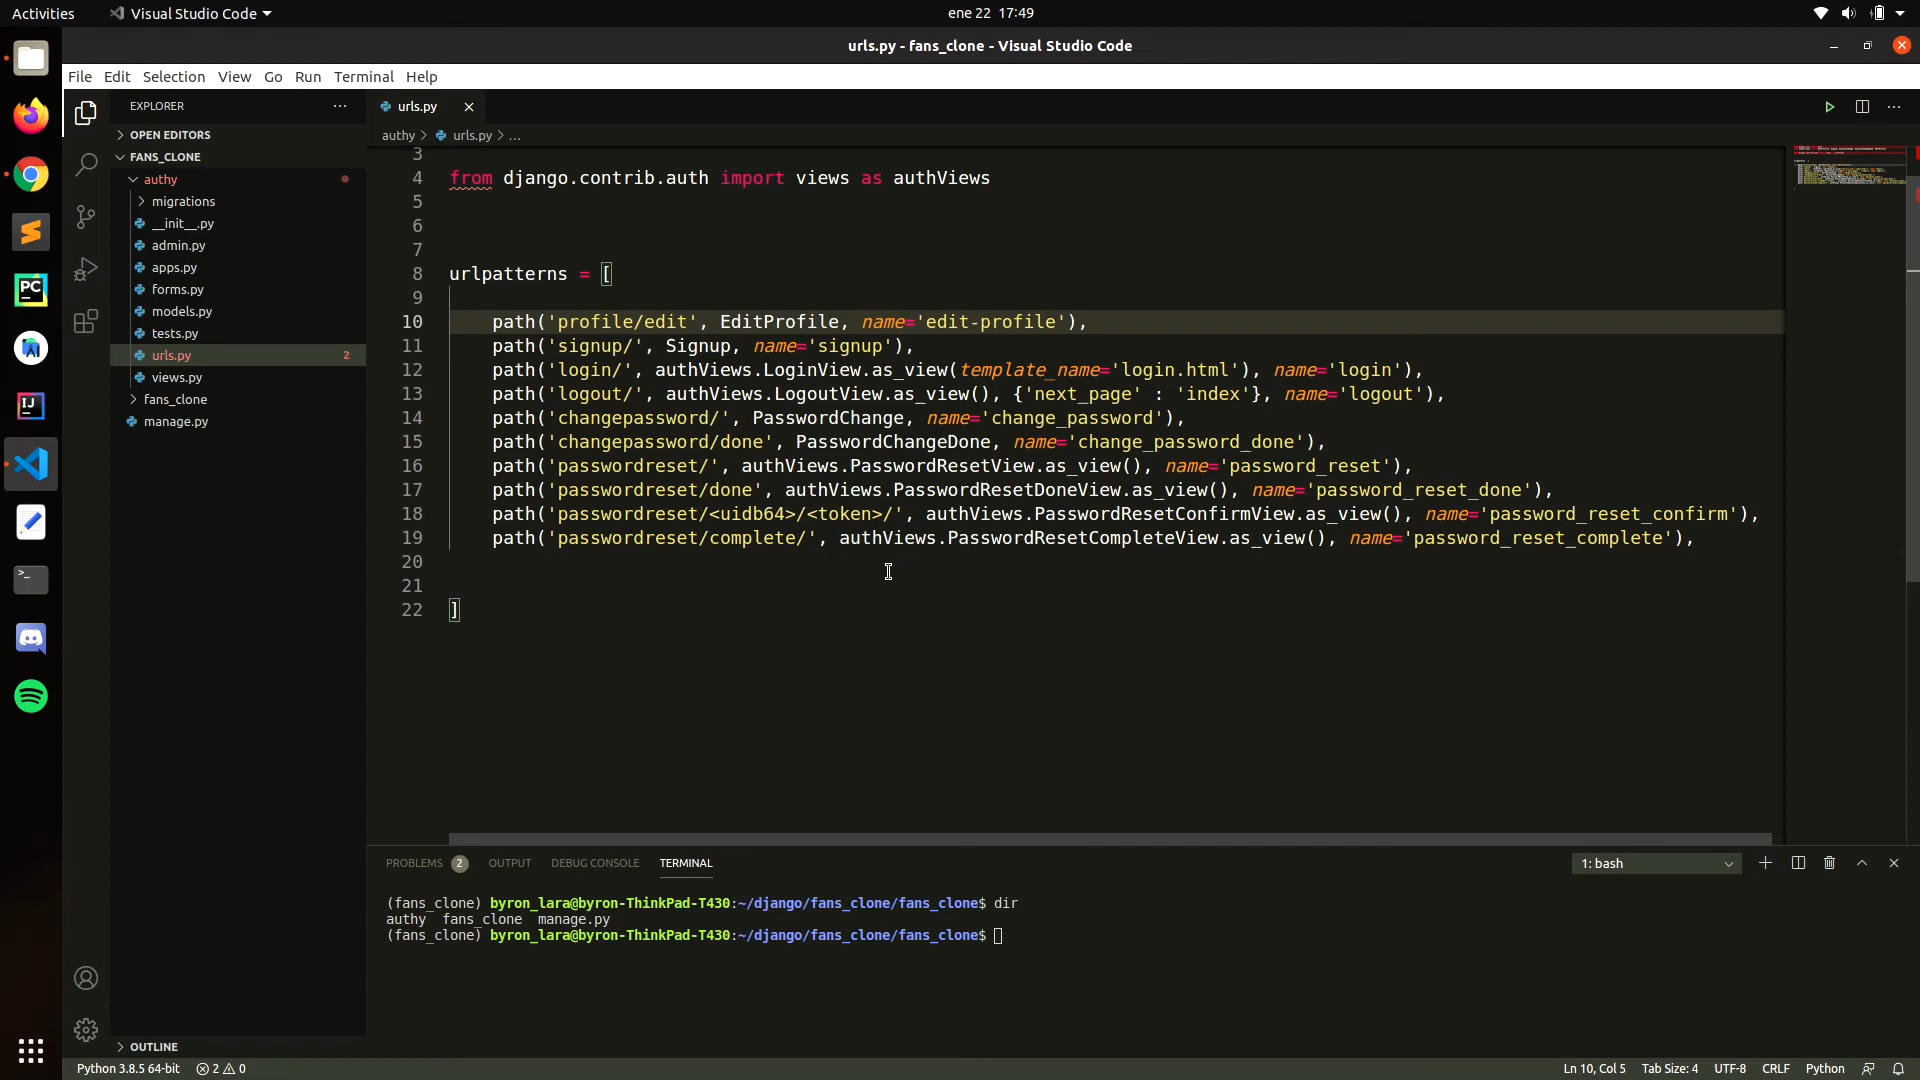 Activities
Visual Studio Code
ene 22 17:49
urls.py - fans_clone - Visual Studio Code
File Edit Selection View Go Run Terminal Help
EXPLORER
OPEN EDITORS
FANS_CLONE
authy
migrations
__init__.py
admin.py
apps.py
forms.py
models.py
tests.py
urls.py 2
views.py
fans_clone
manage.py
OUTLINE
urls.py
authy > urls.py > ...
3
4 from django.contrib.auth import views as authViews
5
6
7
8 urlpatterns = [
9
10 path('profile/edit', EditProfile, name='edit-profile'),
11 path('signup/', Signup, name='signup'),
12 path('login/', authViews.LoginView.as_view(template_name='login.html'), name='login'),
13 path('logout/', authViews.LogoutView.as_view(), {'next_page' : 'index'}, name='logout'),
14 path('changepassword/', PasswordChange, name='change_password'),
15 path('changepassword/done', PasswordChangeDone, name='change_password_done'),
16 path('passwordreset/', authViews.PasswordResetView.as_view(), name='password_reset'),
17 path('passwordreset/done', authViews.PasswordResetDoneView.as_view(), name='password_reset_done'),
18 path('passwordreset/<uidb64>/<token>/', authViews.PasswordResetConfirmView.as_view(), name='password_reset_confirm'),
19 path('passwordreset/complete/', authViews.PasswordResetCompleteView.as_view(), name='password_reset_complete'),
20
21
22 ]
PROBLEMS 2 OUTPUT DEBUG CONSOLE TERMINAL
1: bash
(fans_clone) byron_lara@byron-ThinkPad-T430:~/django/fans_clone/fans_clone$ dir
authy fans_clone manage.py
(fans_clone) byron_lara@byron-ThinkPad-T430:~/django/fans_clone/fans_clone$
Python 3.8.5 64-bit 2 0
Ln 10, Col 5 Tab Size: 4 UTF-8 CRLF Python
PC
IJ